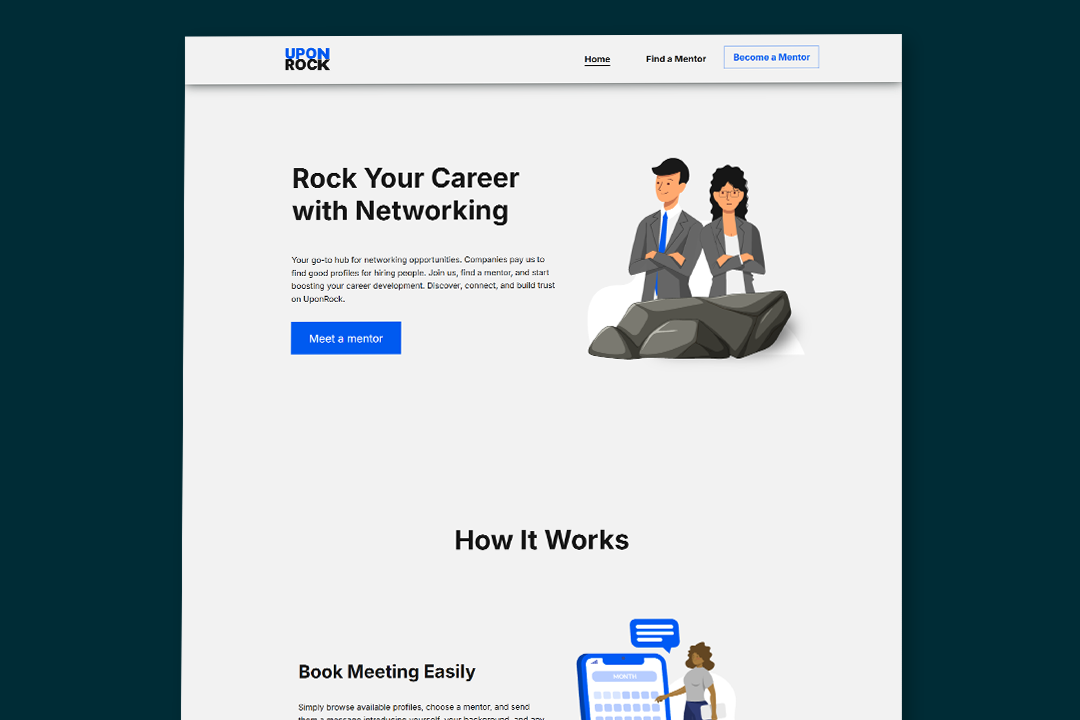 UPON
ROCK
Home
Find a Mentor
Become a Mentor
Rock Your Career
with Networking
Your go-to hub for networking opportunities. Companies pay us to
find good profiles for hiring people. Join us, find a mentor, and start
boosting your career development. Discover, connect, and build trust
on UponRock.
Meet a mentor
How It Works
Book Meeting Easily
MONTH
Simply browse available profiles, choose a mentor, and send
them a message introducing yourself, your background, and any